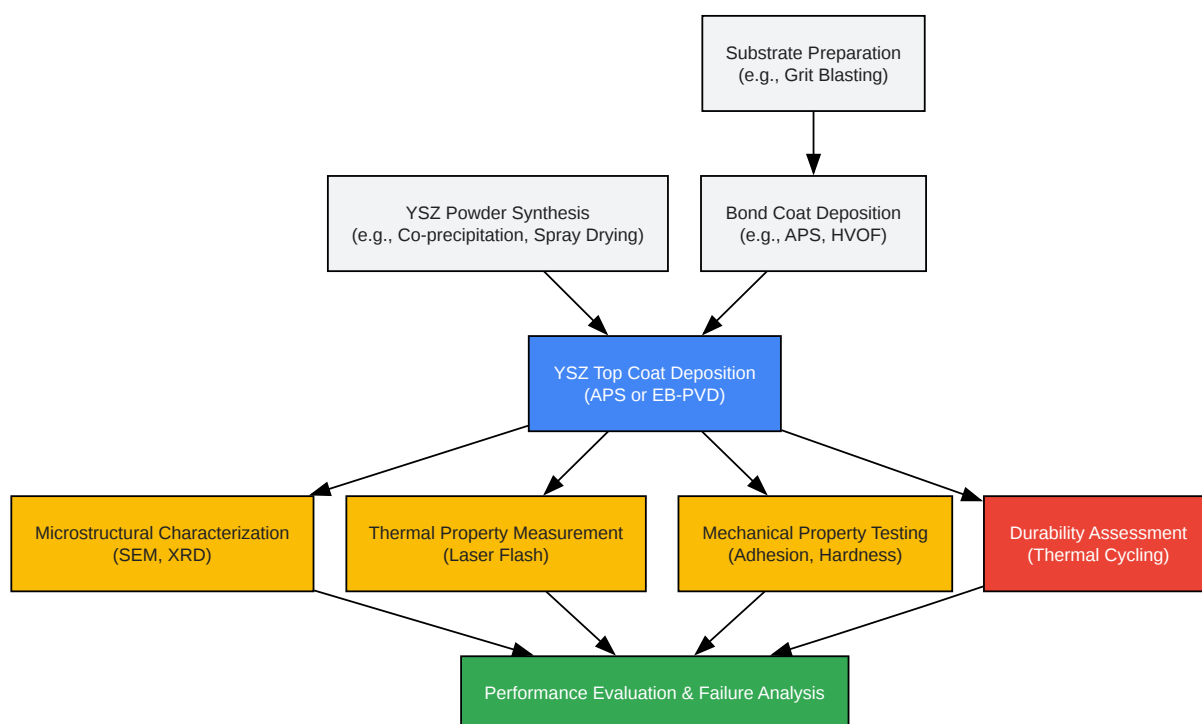 Substrate Preparation
(e.g., Grit Blasting)
YSZ Powder Synthesis
(e.g., Co-precipitation, Spray Drying)
Bond Coat Deposition
(e.g., APS, HVOF)
YSZ Top Coat Deposition
(APS or EB-PVD)
Microstructural Characterization
(SEM, XRD)
Thermal Property Measurement
(Laser Flash)
Mechanical Property Testing
(Adhesion, Hardness)
Durability Assessment
(Thermal Cycling)
Performance Evaluation & Failure Analysis